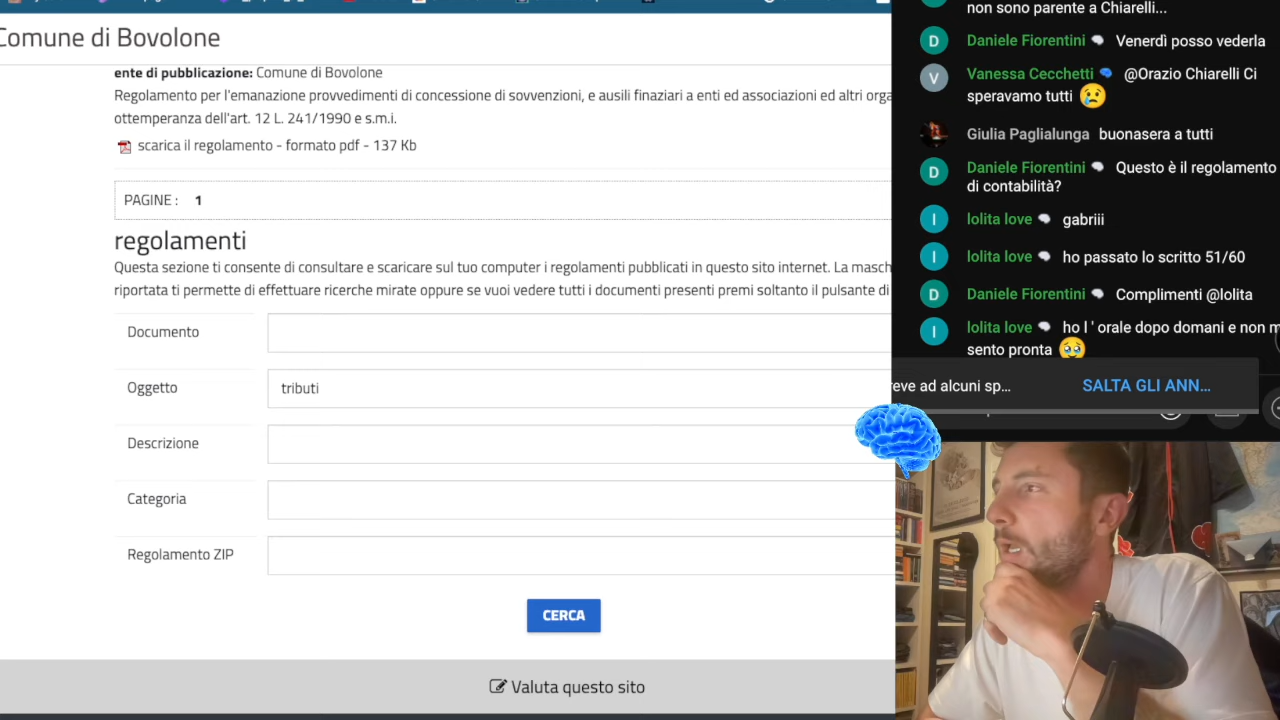 Comune di Bovolone
ente di pubblicazione: Comune di Bovolone
Regolamento per l'emanazione provvedimenti di concessione di sovvenzioni, e ausili finaziari a enti ed associazioni ed altri
ottemperanza dell'art. 12 L. 241/1990 e s.m.i.
scarica il regolamento - formato pdf - 137 Kb
PAGINE : 1
regolamenti
Questa sezione ti consente di consultare e scaricare sul tuo computer i regolamenti pubblicati in questo sito internet. La
riportata ti permette di effettuare ricerche mirate oppure se vuoi vedere tutti i documenti presenti premi soltanto il pulsante di
Documento
Oggetto tributi
Descrizione
Categoria
Regolamento ZIP
CERCA
Valuta questo sito
non sono parente a Chiarelli...
D Daniele Fiorentini Venerdì posso vederla
V Vanessa Cecchetti @Orazio Chiarelli Ci
speravamo tutti 😢
Giulia Paglialunga buonasera a tutti
D Daniele Fiorentini Questo è il regolamento
di contabilità?
l lolita love gabriii
l lolita love ho passato lo scritto 51/60
D Daniele Fiorentini Complimenti @lolita
l lolita love ho l ' orale dopo domani e non
sento pronta 🥹
ad alcuni sp... SALTA GLI ANN...